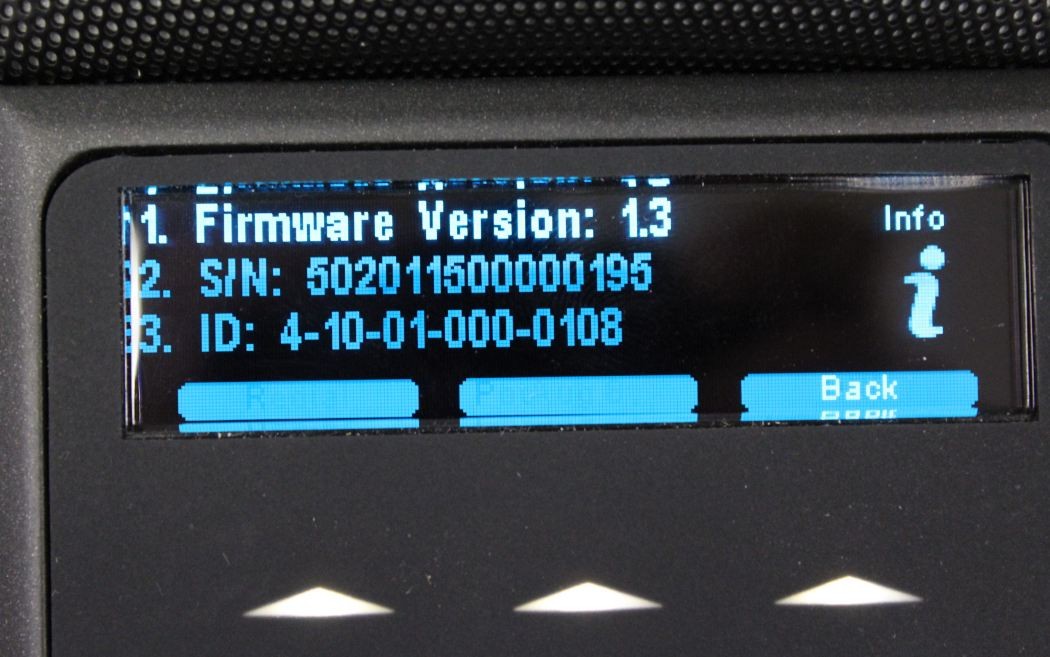 1. Firmware Version: 1.3
Info
2. S/N: 502011500000195
3. ID: 4-10-01-000-0108
Back